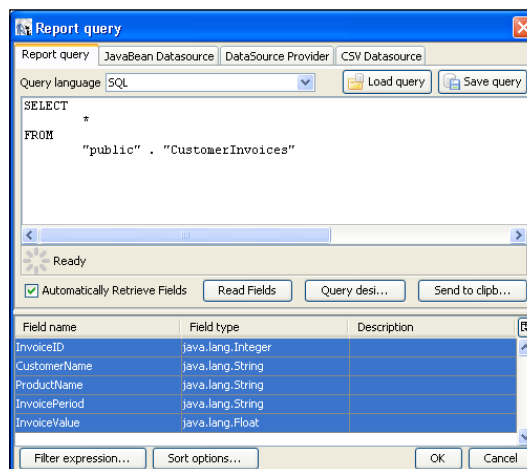 Report query
Report query JavaBean Datasource DataSource Provider CSV Datasource
Query language SQL Load query Save query
SELECT
*
FROM
"public" . "CustomerInvoices"
Ready
Automatically Retrieve Fields Read Fields Query desi... Send to clipb...
Field name Field type Description
InvoiceID java.lang.Integer
CustomerName java.lang.String
ProductName java.lang.String
InvoicePeriod java.lang.String
InvoiceValue java.lang.Float
Filter expression... Sort options... OK Cancel